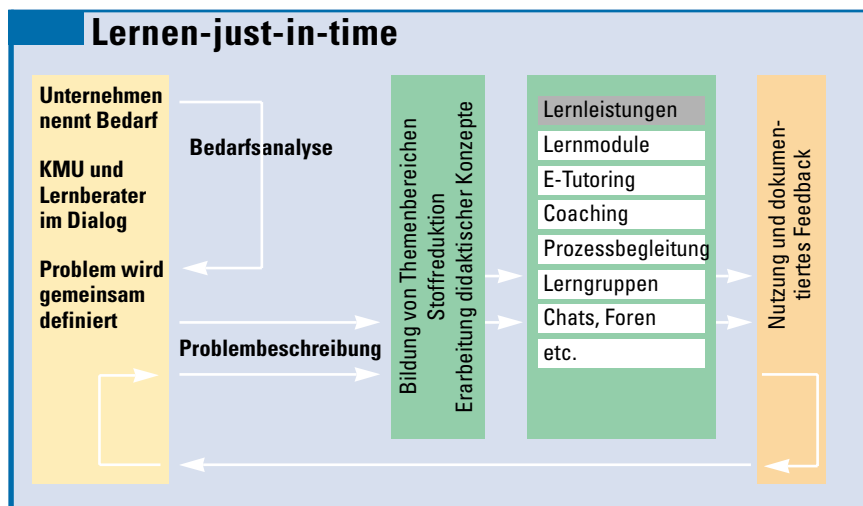 Lernen-just-in-time
Unternehmen
nennt Bedarf
KMU und
Lernberater
im Dialog
Problem wird
gemeinsam
definiert
Bedarfsanalyse
Problembeschreibung
Bildung von Themenbereichen
Stoffreduktion
Erarbeitung didaktischer Konzepte
Lernleistungen
Lernmodule
E-Tutoring
Coaching
Prozessbegleitung
Lerngruppen
Chats, Foren
etc.
Nutzung und dokumen-
tiertes Feedback